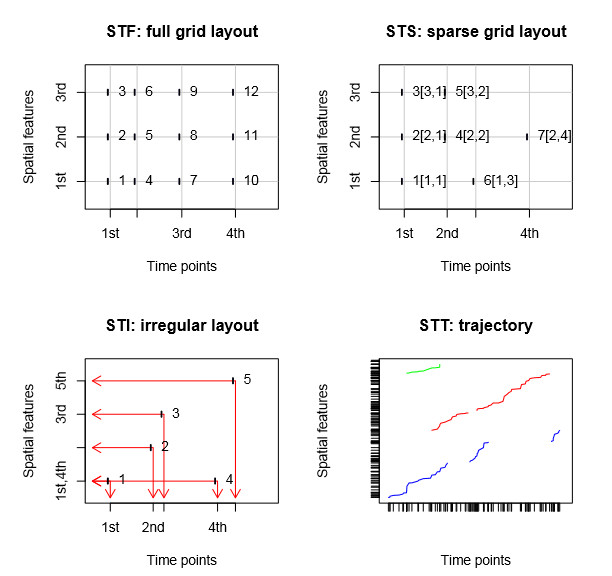 STF: full grid layout
3rd 3 6 9 12
2nd 2 5 8 11
1st 1 4 7 10
Spatial features
1st 3rd 4th
Time points
STS: sparse grid layout
3rd 3[3,1] 5[3,2]
2nd 2[2,1] 4[2,2] 7[2,4]
1st 1[1,1] 6[1,3]
Spatial features
1st 2nd 4th
Time points
STI: irregular layout
5th 5
3rd 3
2
1st,4th 1 4
Spatial features
1st 2nd 4th
Time points
STT: trajectory
Spatial features
Time points